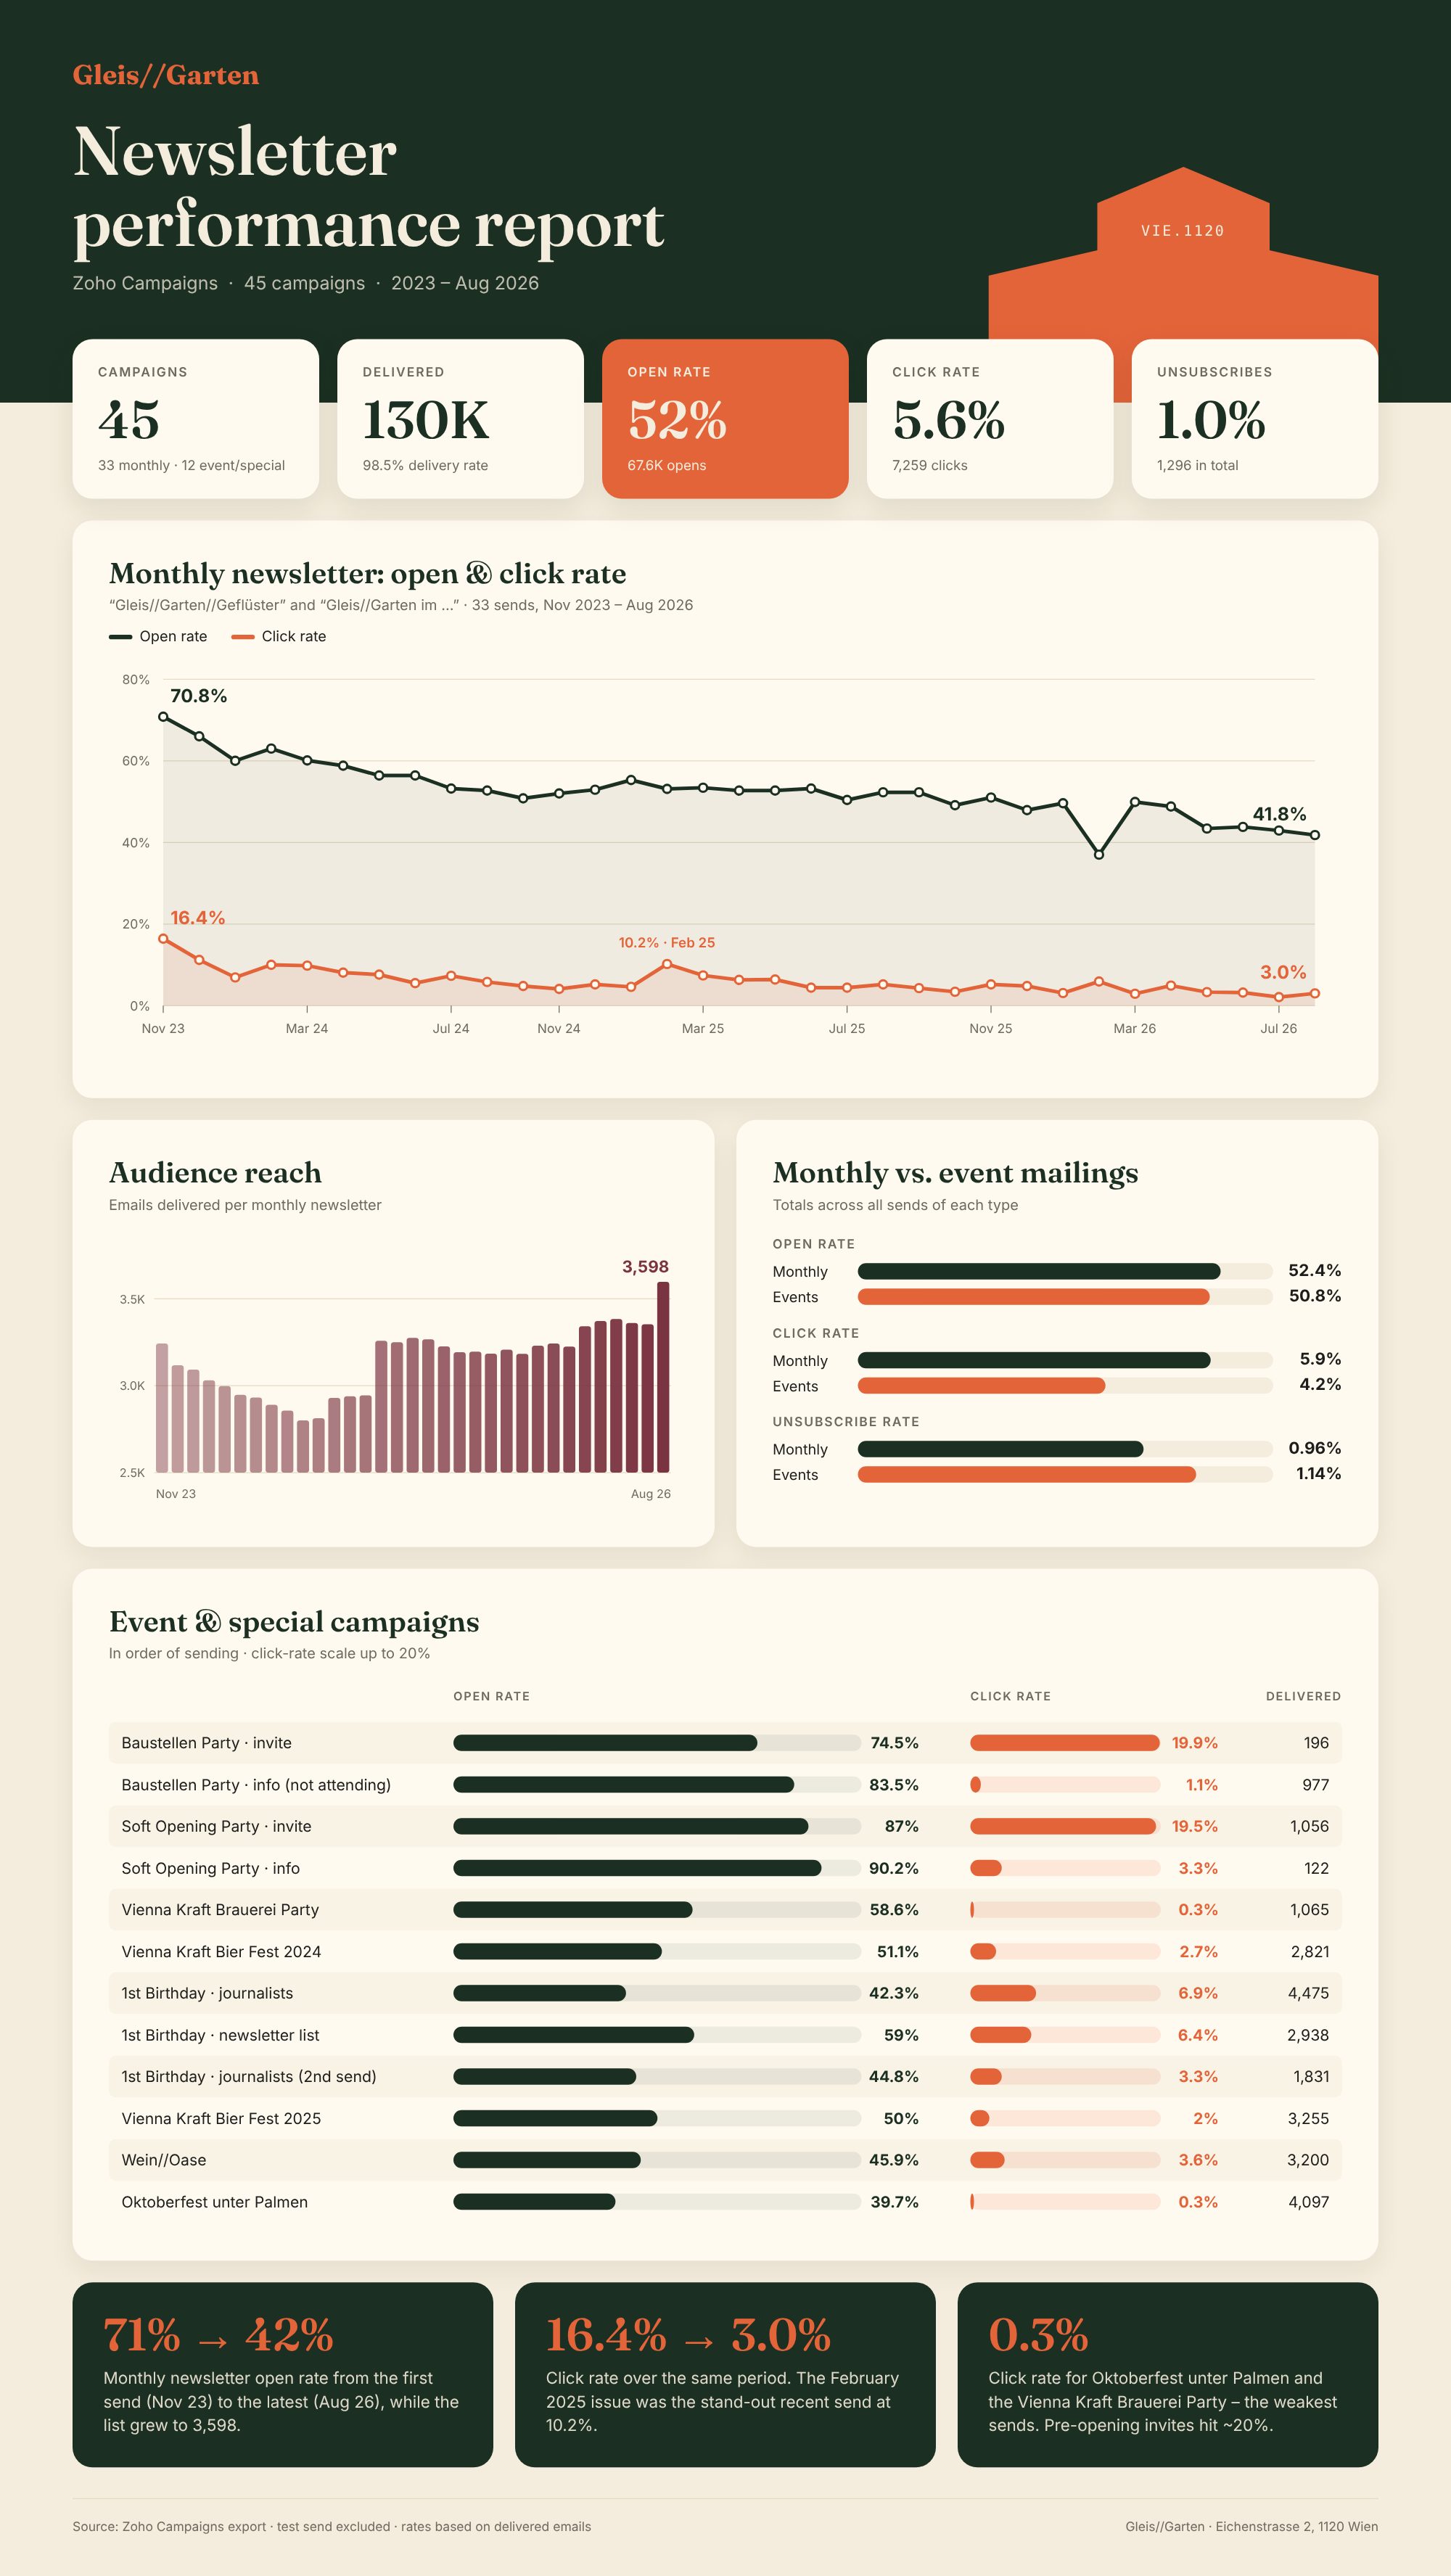 Gleis//Garten
Newsletter
performance report
Zoho Campaigns · 45 campaigns · 2023 – Aug 2026
VIE.1120
CAMPAIGNS
45
33 monthly · 12 event/special
DELIVERED
130K
98.5% delivery rate
OPEN RATE
52%
67.6K opens
CLICK RATE
5.6%
7,259 clicks
UNSUBSCRIBES
1.0%
1,296 in total
Monthly newsletter: open & click rate
“Gleis//Garten//Geflüster” and “Gleis//Garten im ...” · 33 sends, Nov 2023 – Aug 2026
Open rate Click rate
80%
70.8%
60%
41.8%
40%
20%
16.4%
10.2% · Feb 25
3.0%
0%
Nov 23 Mar 24 Jul 24 Nov 24 Mar 25 Jul 25 Nov 25 Mar 26 Jul 26
Audience reach
Emails delivered per monthly newsletter
3,598
3.5K
3.0K
2.5K
Nov 23 Aug 26
Monthly vs. event mailings
Totals across all sends of each type
OPEN RATE
Monthly 52.4%
Events 50.8%
CLICK RATE
Monthly 5.9%
Events 4.2%
UNSUBSCRIBE RATE
Monthly 0.96%
Events 1.14%
Event & special campaigns
In order of sending · click-rate scale up to 20%
OPEN RATE CLICK RATE DELIVERED
Baustellen Party · invite 74.5% 19.9% 196
Baustellen Party · info (not attending) 83.5% 1.1% 977
Soft Opening Party · invite 87% 19.5% 1,056
Soft Opening Party · info 90.2% 3.3% 122
Vienna Kraft Brauerei Party 58.6% 0.3% 1,065
Vienna Kraft Bier Fest 2024 51.1% 2.7% 2,821
1st Birthday · journalists 42.3% 6.9% 4,475
1st Birthday · newsletter list 59% 6.4% 2,938
1st Birthday · journalists (2nd send) 44.8% 3.3% 1,831
Vienna Kraft Bier Fest 2025 50% 2% 3,255
Wein//Oase 45.9% 3.6% 3,200
Oktoberfest unter Palmen 39.7% 0.3% 4,097
71% → 42%
Monthly newsletter open rate from the first
send (Nov 23) to the latest (Aug 26), while the
list grew to 3,598.
16.4% → 3.0%
Click rate over the same period. The February
2025 issue was the stand-out recent send at
10.2%.
0.3%
Click rate for Oktoberfest unter Palmen and
the Vienna Kraft Brauerei Party – the weakest
sends. Pre-opening invites hit ~20%.
Source: Zoho Campaigns export · test send excluded · rates based on delivered emails
Gleis//Garten · Eichenstrasse 2, 1120 Wien